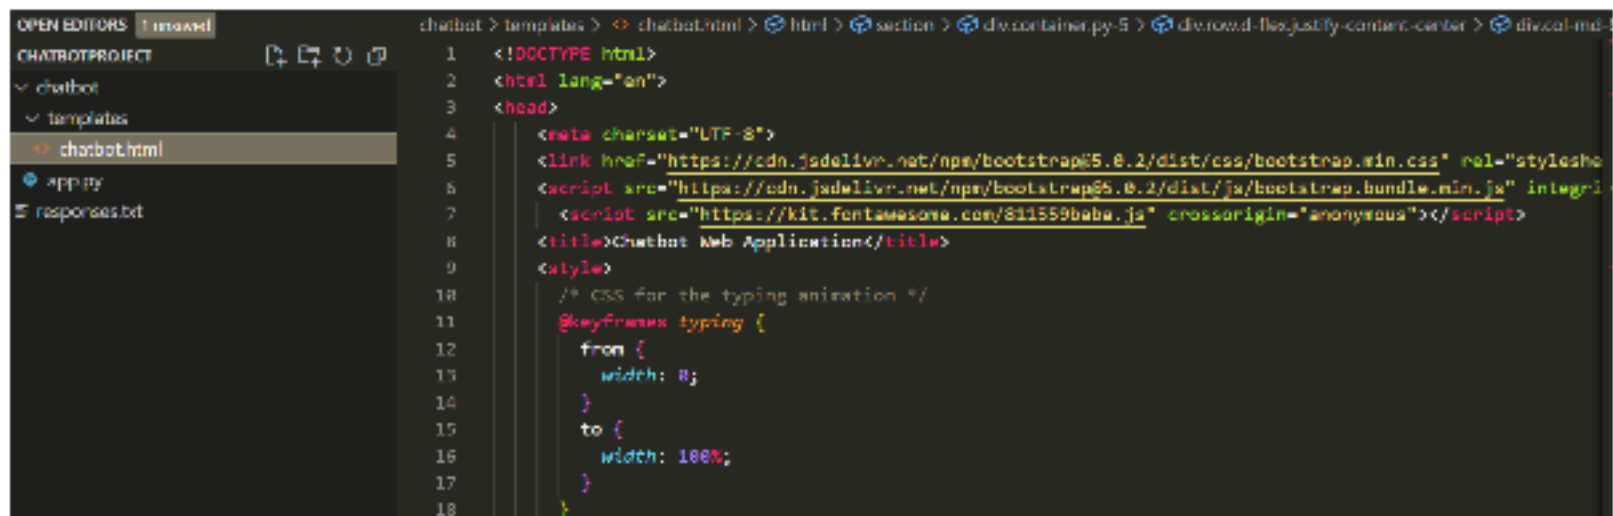 OPEN EDITORS 1 unsaved
CHATBOTPROJECT
chatbot
templates
chatbot.html
app.py
responses.txt
chatbot > templates > chatbot.html > html > section > div.container.py-5 > div.row.d-flex.justify-content-center > div.col-md-
1 <!DOCTYPE html>
2 <html lang="en">
3 <head>
4 <meta charset="UTF-8">
5 <link href="https://cdn.jsdelivr.net/npm/bootstrap@5.0.2/dist/css/bootstrap.min.css" rel="styleshe
6 <script src="https://cdn.jsdelivr.net/npm/bootstrap@5.0.2/dist/js/bootstrap.bundle.min.js" integri
7 <script src="https://kit.fontawesome.com/811559baba.js" crossorigin="anonymous"></script>
8 <title>Chatbot Web Application</title>
9 <style>
10 /* CSS for the typing animation */
11 @keyframes typing {
12 from {
13 width: 0;
14 }
15 to {
16 width: 100%;
17 }
18 }